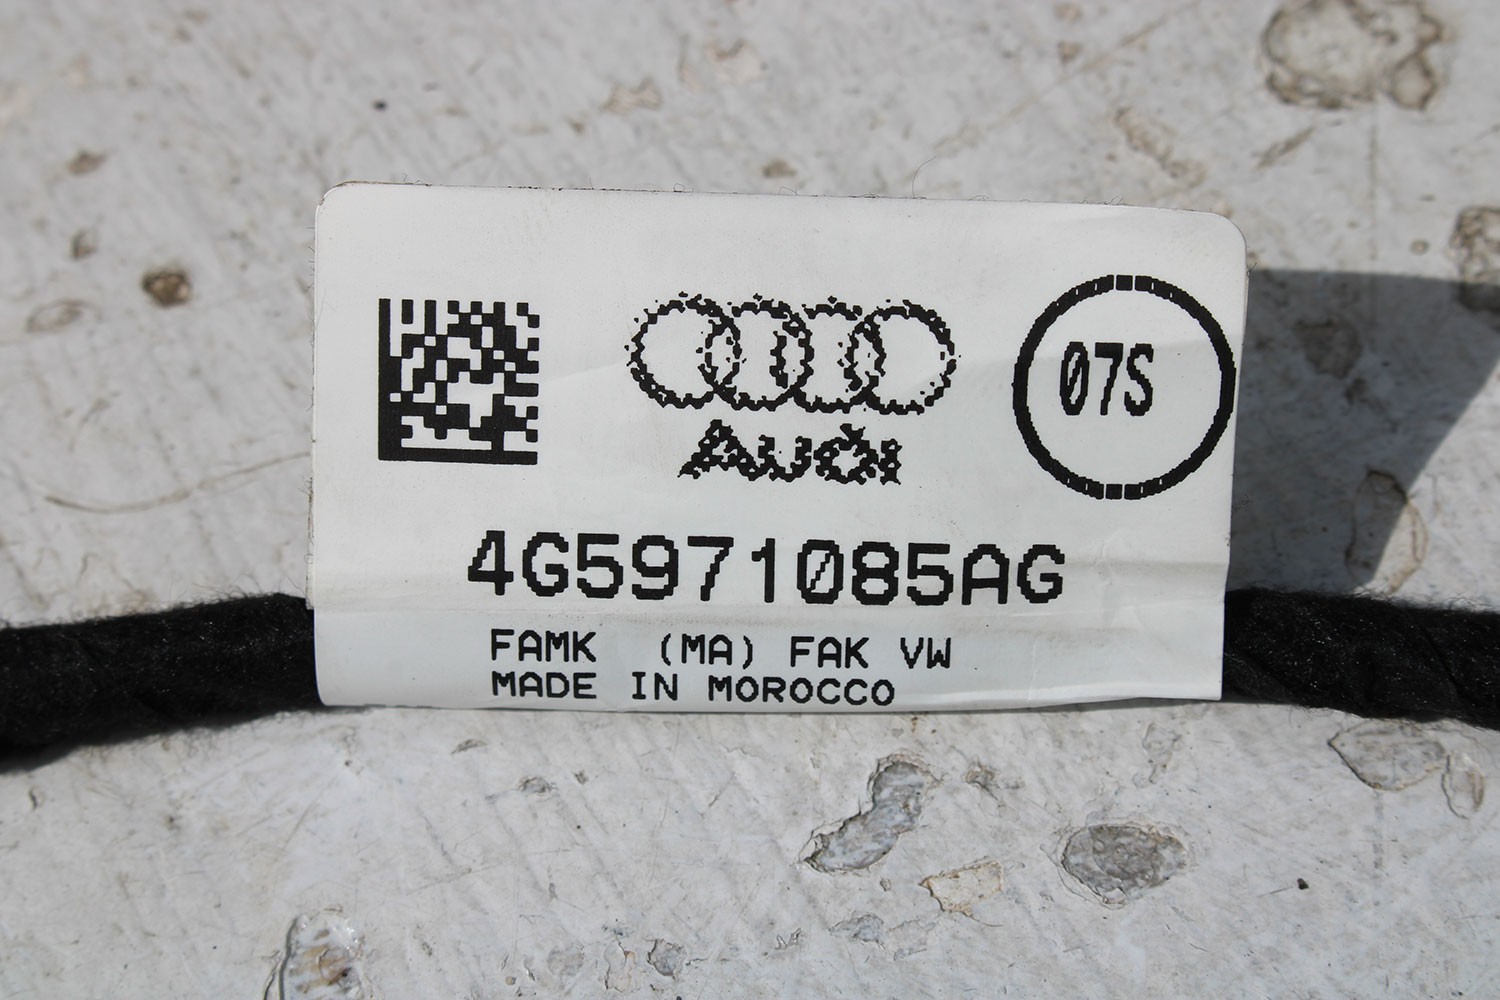 AUDI
07S
4G5971085AG
FAMK (MA) FAK VW
MADE IN MOROCCO